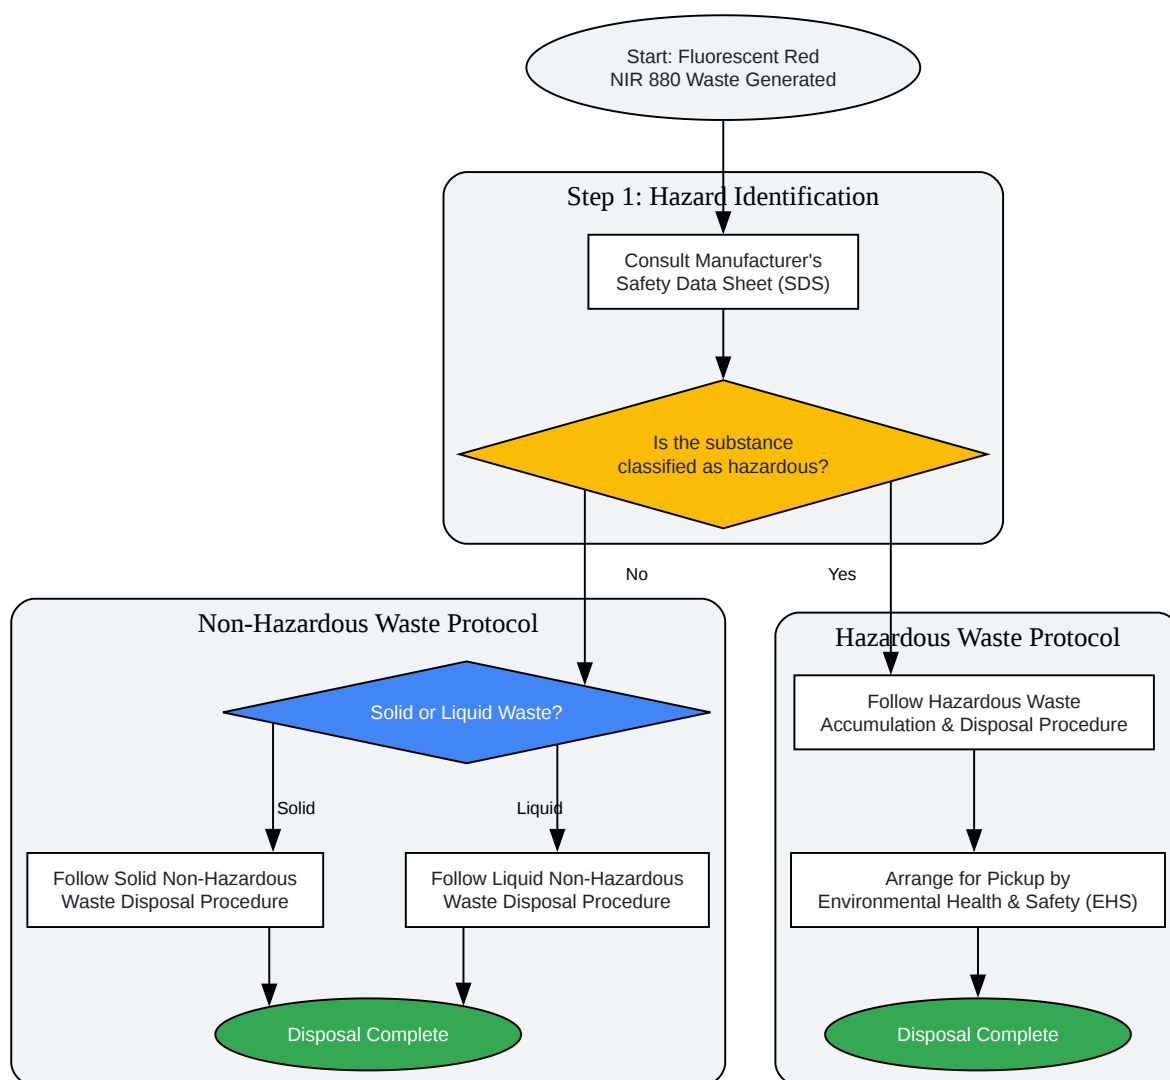 Start: Fluorescent Red
NIR 880 Waste Generated
Step 1: Hazard Identification
Consult Manufacturer's
Safety Data Sheet (SDS)
Is the substance
classified as hazardous?
No
Yes
Non-Hazardous Waste Protocol
Solid or Liquid Waste?
Solid
Liquid
Follow Solid Non-Hazardous
Waste Disposal Procedure
Follow Liquid Non-Hazardous
Waste Disposal Procedure
Disposal Complete
Hazardous Waste Protocol
Follow Hazardous Waste
Accumulation & Disposal Procedure
Arrange for Pickup by
Environmental Health & Safety (EHS)
Disposal Complete